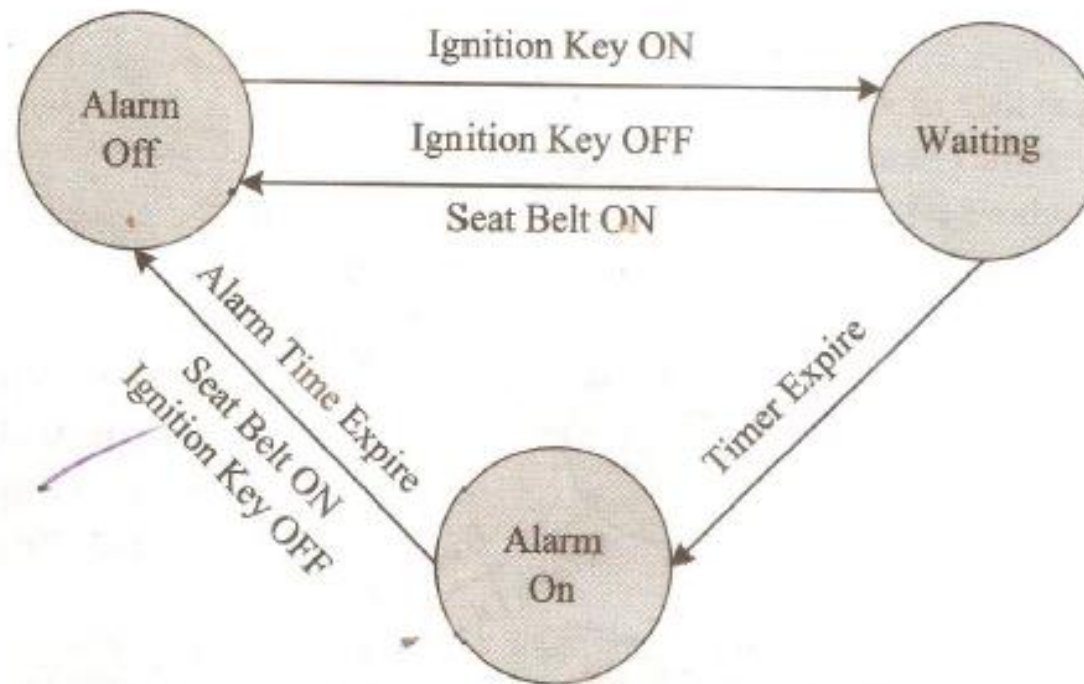 Ignition Key ON
Alarm
Off
Ignition Key OFF
Waiting
Seat Belt ON
Alarm Time Expire
Seat Belt ON
Ignition Key OFF
Timer Expire
Alarm
On